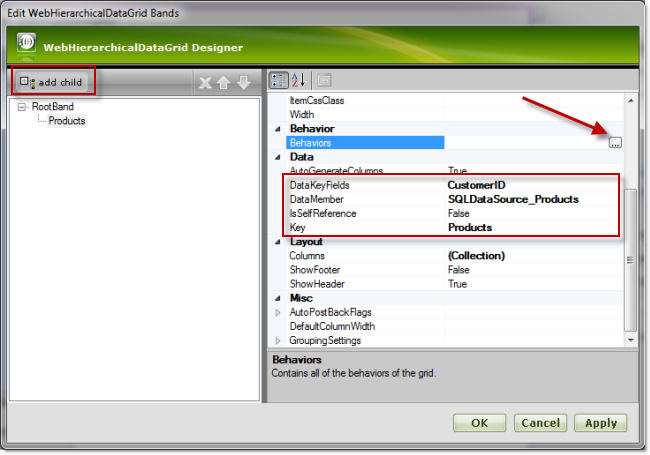 Edit WebHierarchicalDataGrid Bands
WebHierarchicalDataGrid Designer
add child
RootBand
Products
ItemCssClass
Width
Behavior
Behaviors ...
Data
AutoGenerateColumns True
DataKeyFields CustomerID
DataMember SQLDataSource_Products
IsSelfReference False
Key Products
Layout
Columns (Collection)
ShowFooter False
ShowHeader True
Misc
AutoPostBackFlags
DefaultColumnWidth
GroupingSettings
Behaviors
Contains all of the behaviors of the grid.
OK Cancel Apply